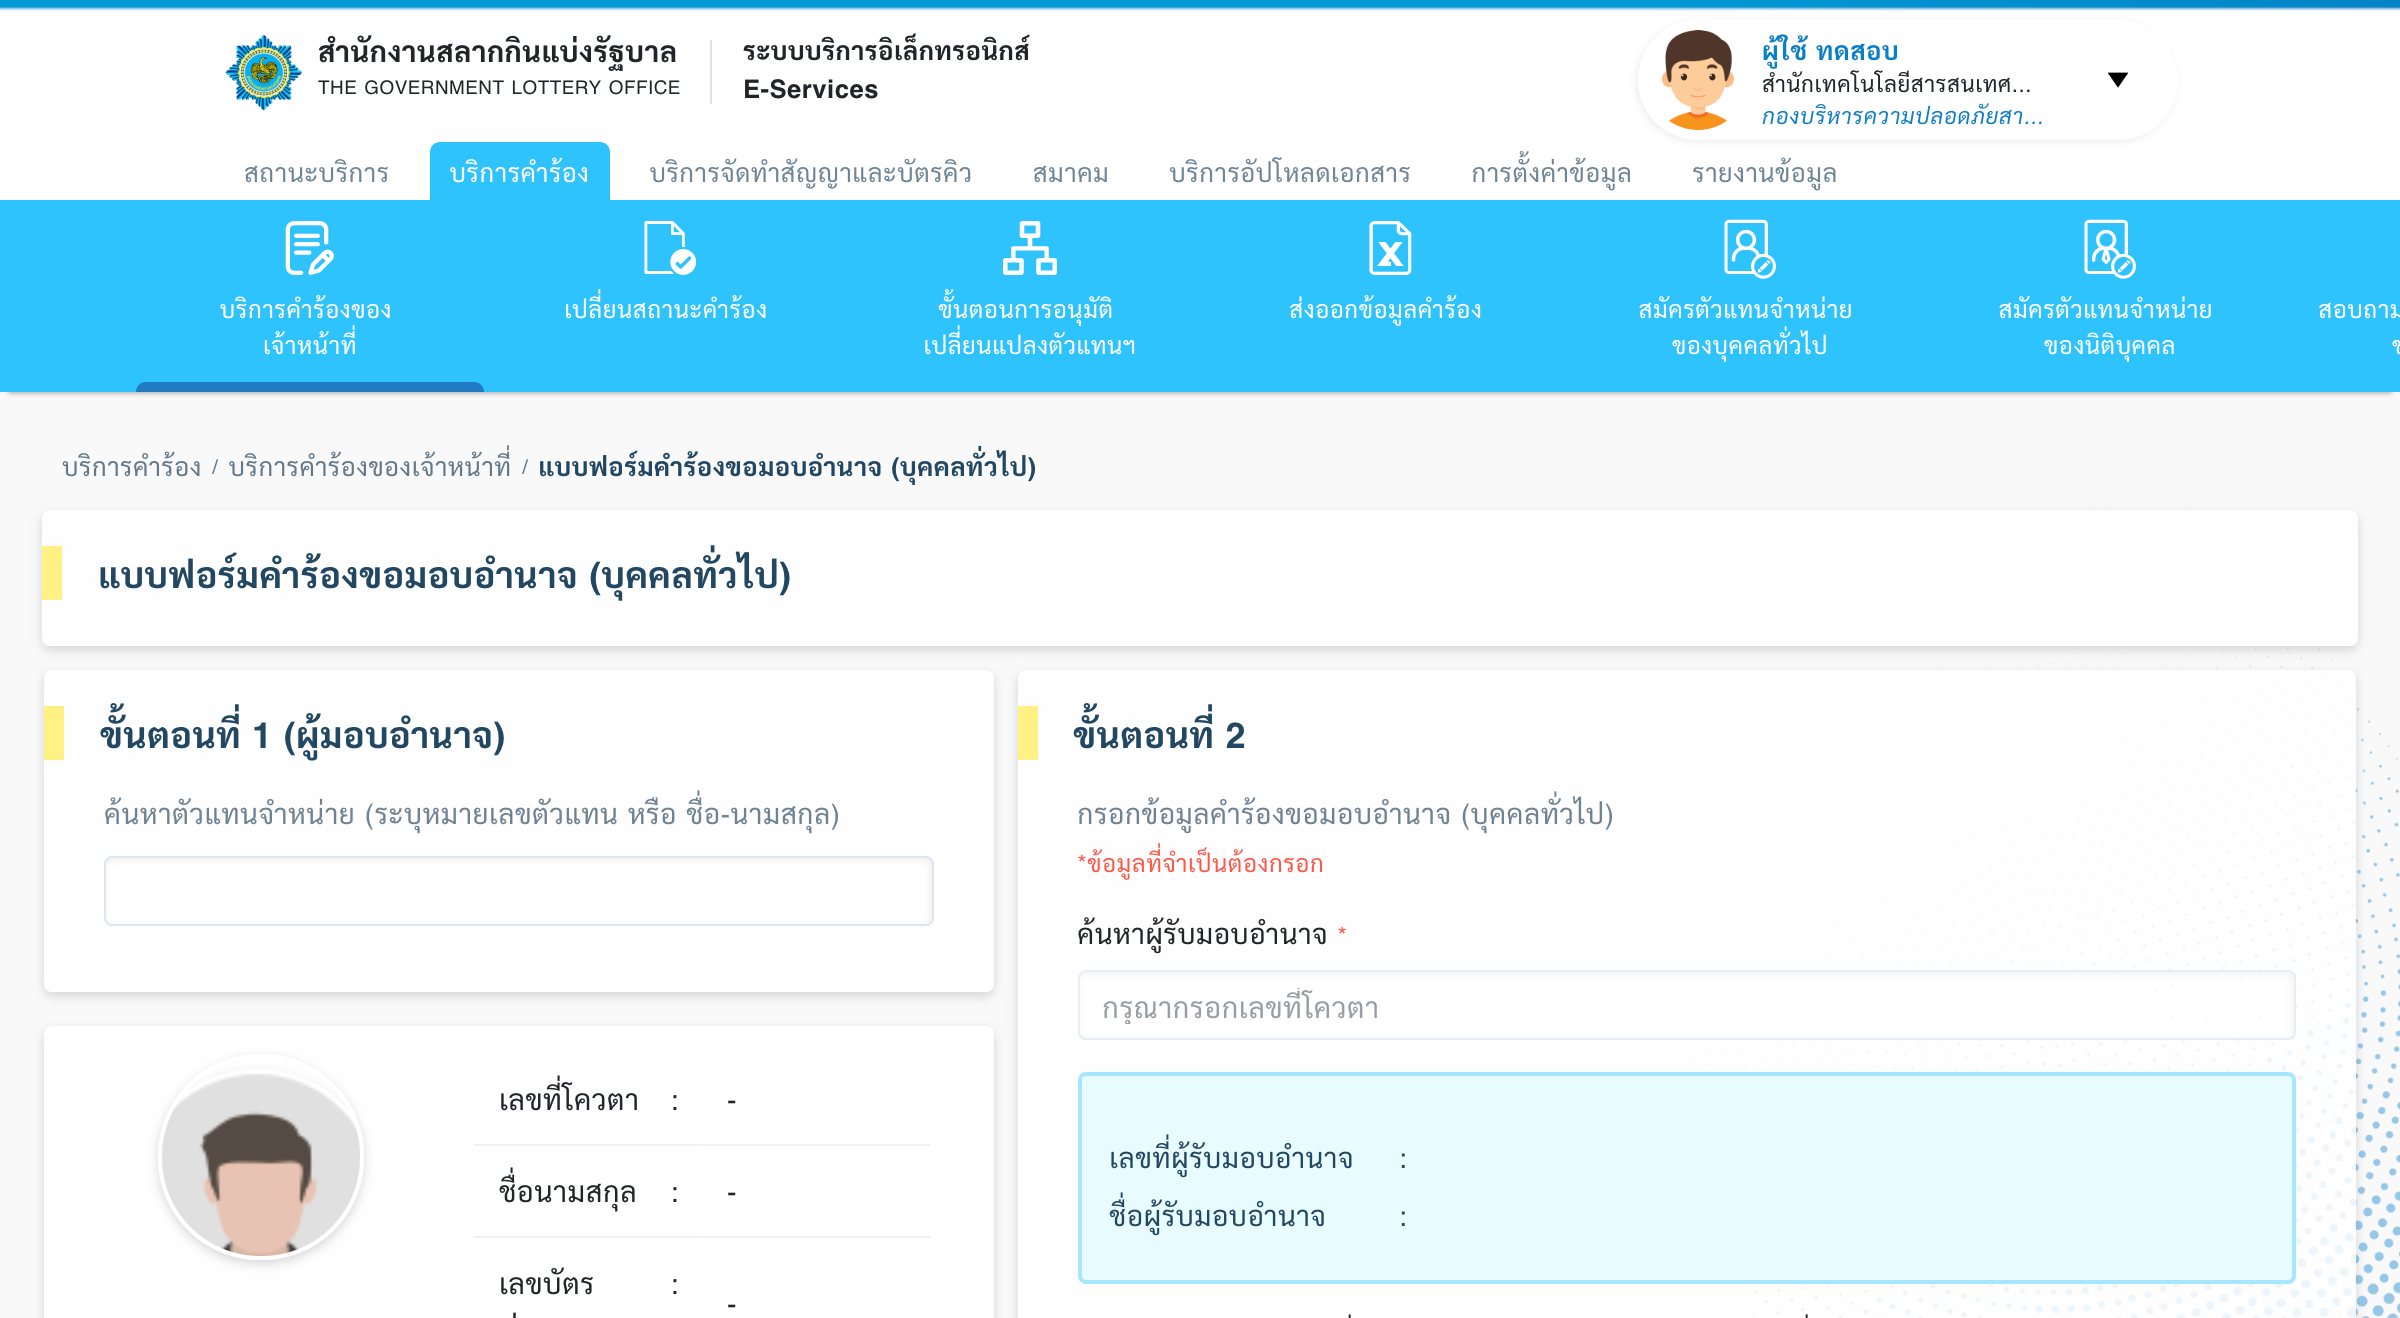 สำนักงานสลากกินแบ่งรัฐบาล
THE GOVERNMENT LOTTERY OFFICE
ระบบบริการอิเล็กทรอนิกส์
E-Services
ผู้ใช้ ทดสอบ
สำนักเทคโนโลยีสารสนเทศ...
กองบริหารความปลอดภัยสา...
สถานะบริการ
บริการคำร้อง
บริการจัดทำสัญญาและบัตรคิว
สมาคม
บริการอัปโหลดเอกสาร
การตั้งค่าข้อมูล
รายงานข้อมูล
บริการคำร้องของ
เจ้าหน้าที่
เปลี่ยนสถานะคำร้อง
ขั้นตอนการอนุมัติ
เปลี่ยนแปลงตัวแทนฯ
ส่งออกข้อมูลคำร้อง
สมัครตัวแทนจำหน่าย
ของบุคคลทั่วไป
สมัครตัวแทนจำหน่าย
ของนิติบุคคล
สอบถาม
บริการคำร้อง / บริการคำร้องของเจ้าหน้าที่ / แบบฟอร์มคำร้องขอมอบอำนาจ (บุคคลทั่วไป)
แบบฟอร์มคำร้องขอมอบอำนาจ (บุคคลทั่วไป)
ขั้นตอนที่ 1 (ผู้มอบอำนาจ)
ค้นหาตัวแทนจำหน่าย (ระบุหมายเลขตัวแทน หรือ ชื่อ-นามสกุล)
เลขที่โควตา : -
ชื่อนามสกุล : -
เลขบัตร : -
ขั้นตอนที่ 2
กรอกข้อมูลคำร้องขอมอบอำนาจ (บุคคลทั่วไป)
*ข้อมูลที่จำเป็นต้องกรอก
ค้นหาผู้รับมอบอำนาจ *
กรุณากรอกเลขที่โควตา
เลขที่ผู้รับมอบอำนาจ :
ชื่อผู้รับมอบอำนาจ :